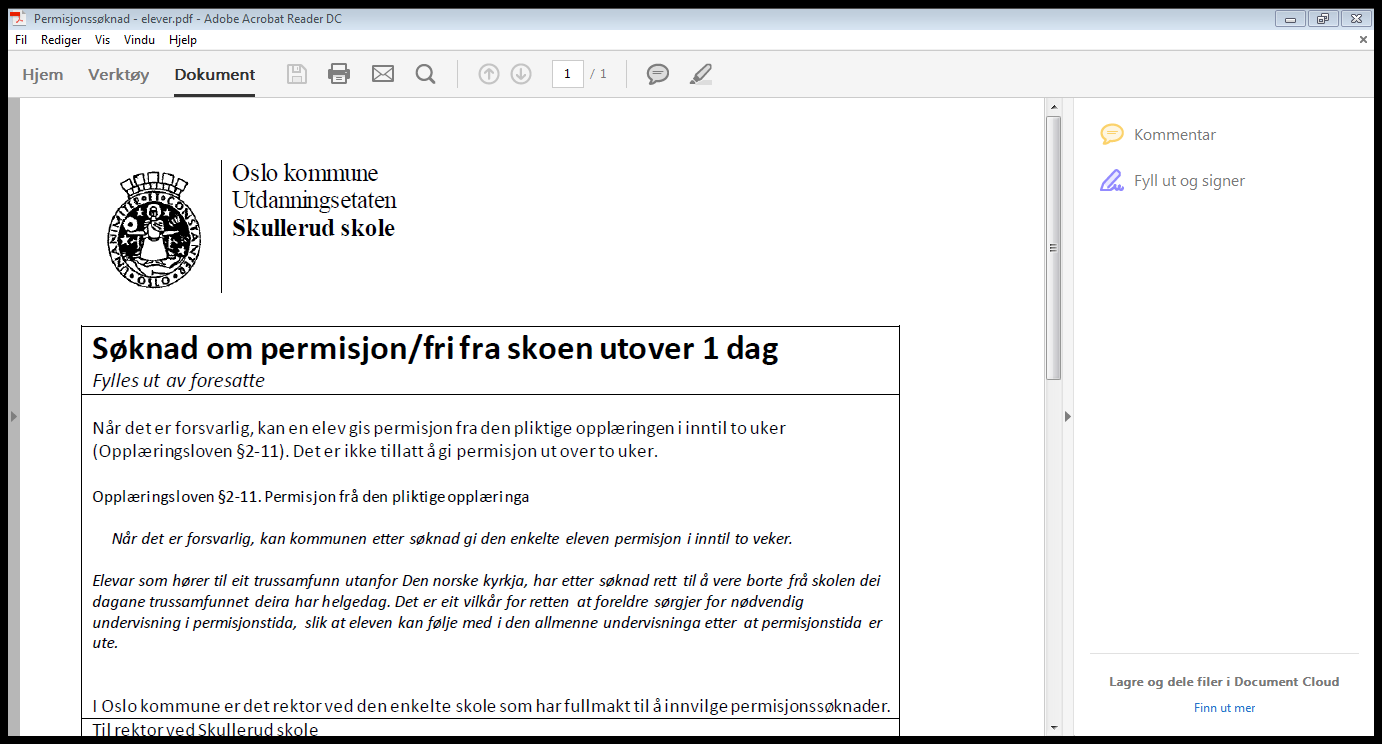 Permisjonssøknad - elever.pdf - Adobe Acrobat Reader DC
Fil Rediger Vis Vindu Hjelp
Hjem Verktøy Dokument 1 / 1
Kommentar
Fyll ut og signer
Oslo kommune
Utdanningsetaten
Skullerud skole
UNANIMITER·ET·CONSTANTER
·OSLO·
Søknad om permisjon/fri fra skoen utover 1 dag
Fylles ut av foresatte
Når det er forsvarlig, kan en elev gis permisjon fra den pliktige opplæringen i inntil to uker
(Opplæringsloven §2-11). Det er ikke tillatt å gi permisjon ut over to uker.
Opplæringsloven §2-11. Permisjon frå den pliktige opplæringa
Når det er forsvarlig, kan kommunen etter søknad gi den enkelte eleven permisjon i inntil to veker.
Elevar som hører til eit trussamfunn utanfor Den norske kyrkja, har etter søknad rett til å vere borte frå skolen dei
dagane trussamfunnet deira har helgedag. Det er eit vilkår for retten at foreldre sørgjer for nødvendig
undervisning i permisjonstida, slik at eleven kan følje med i den allmenne undervisninga etter at permisjonstida er
ute.
I Oslo kommune er det rektor ved den enkelte skole som har fullmakt til å innvilge permisjonssøknader.
Til rektor ved Skullerud skole
Lagre og dele filer i Document Cloud
Finn ut mer